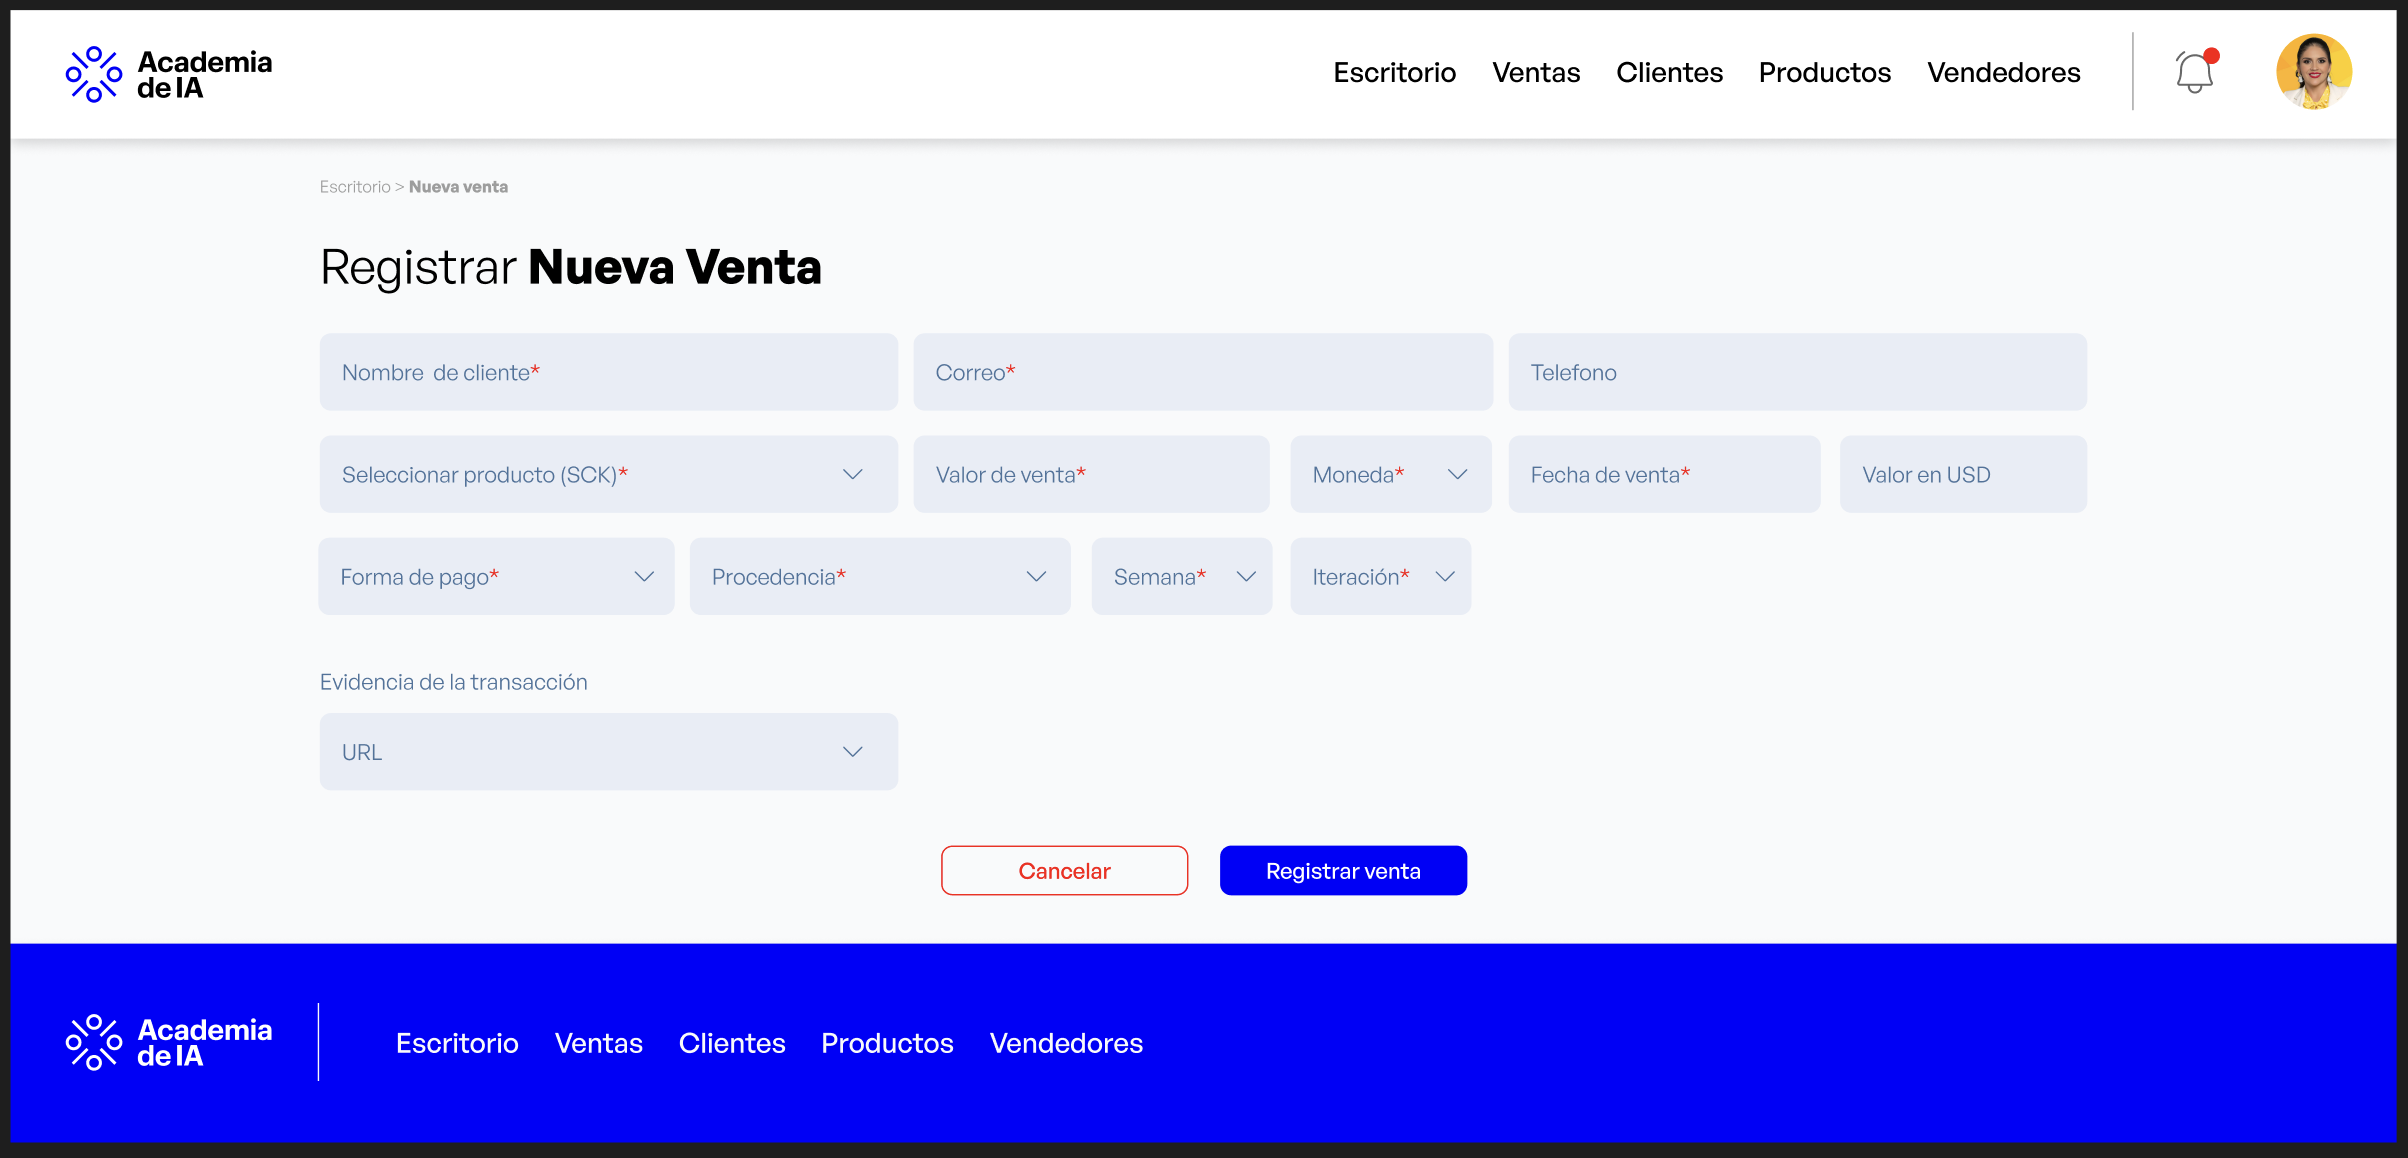 Academia
de IA
Escritorio Ventas Clientes Productos Vendedores
Escritorio > Nueva venta
Registrar Nueva Venta
Nombre de cliente* Correo* Telefono
Seleccionar producto (SCK)* Valor de venta* Moneda* Fecha de venta* Valor en USD
Forma de pago* Procedencia* Semana* Iteración*
Evidencia de la transacción
URL
Cancelar Registrar venta
Academia
de IA
Escritorio Ventas Clientes Productos Vendedores